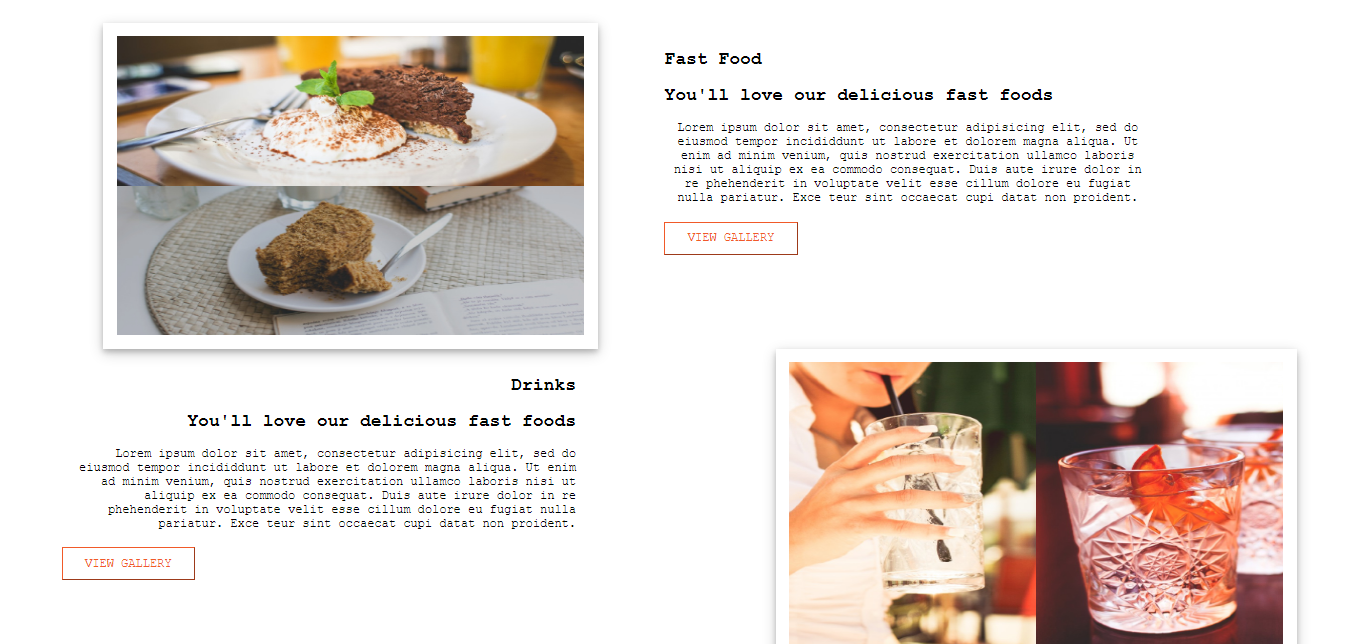 Fast Food
You'll love our delicious fast foods
Lorem ipsum dolor sit amet, consectetur adipisicing elit, sed do
eiusmod tempor incididdunt ut labore et dolorem magna aliqua. Ut
enim ad minim venium, quis nostrud exercitation ullamco laboris
nisi ut aliquip ex ea commodo consequat. Duis aute irure dolor in
re phehenderit in voluptate velit esse cillum dolore eu fugiat
nulla pariatur. Exce teur sint occaecat cupi datat non proident.
VIEW GALLERY
Drinks
You'll love our delicious fast foods
Lorem ipsum dolor sit amet, consectetur adipisicing elit, sed do
eiusmod tempor incididdunt ut labore et dolorem magna aliqua. Ut enim
ad minim venium, quis nostrud exercitation ullamco laboris nisi ut
aliquip ex ea commodo consequat. Duis aute irure dolor in re
phehenderit in voluptate velit esse cillum dolore eu fugiat nulla
pariatur. Exce teur sint occaecat cupi datat non proident.
VIEW GALLERY